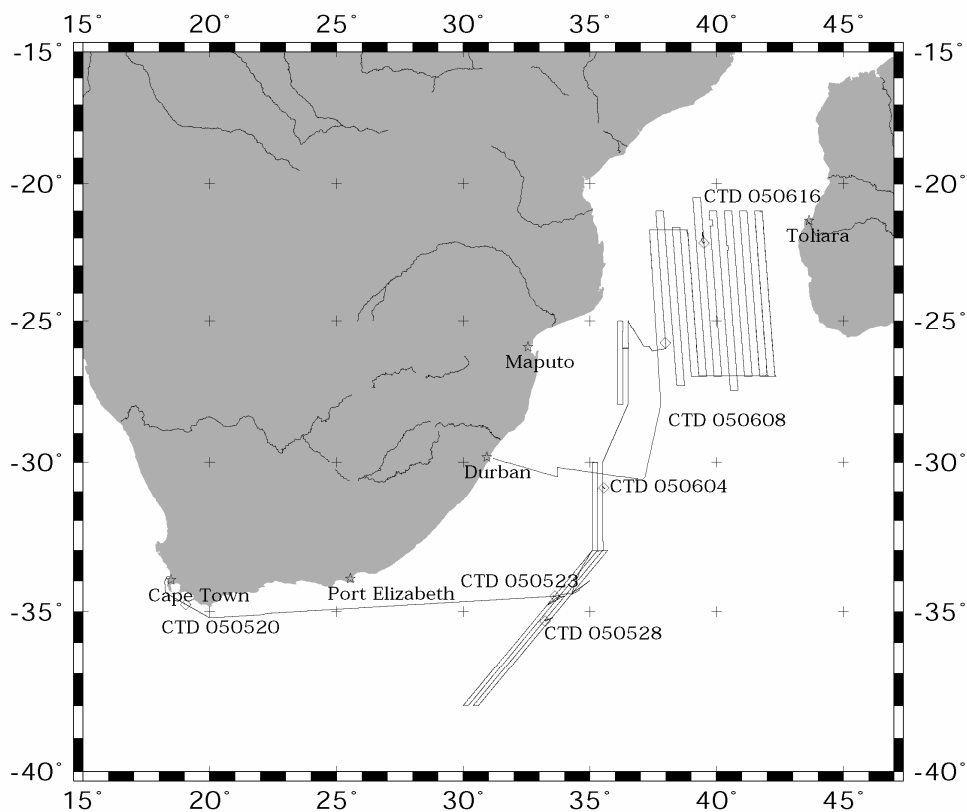 15° 20° 25° 30° 35° 40° 45°
-15° -15°
-20° -20°
CTD 050616
Toliara
-25° -25°
Maputo
CTD 050608
-30° -30°
Durban
CTD 050604
CTD 050523
Cape Town
Port Elizabeth
-35° -35°
CTD 050520
CTD 050528
-40° -40°
15° 20° 25° 30° 35° 40° 45°